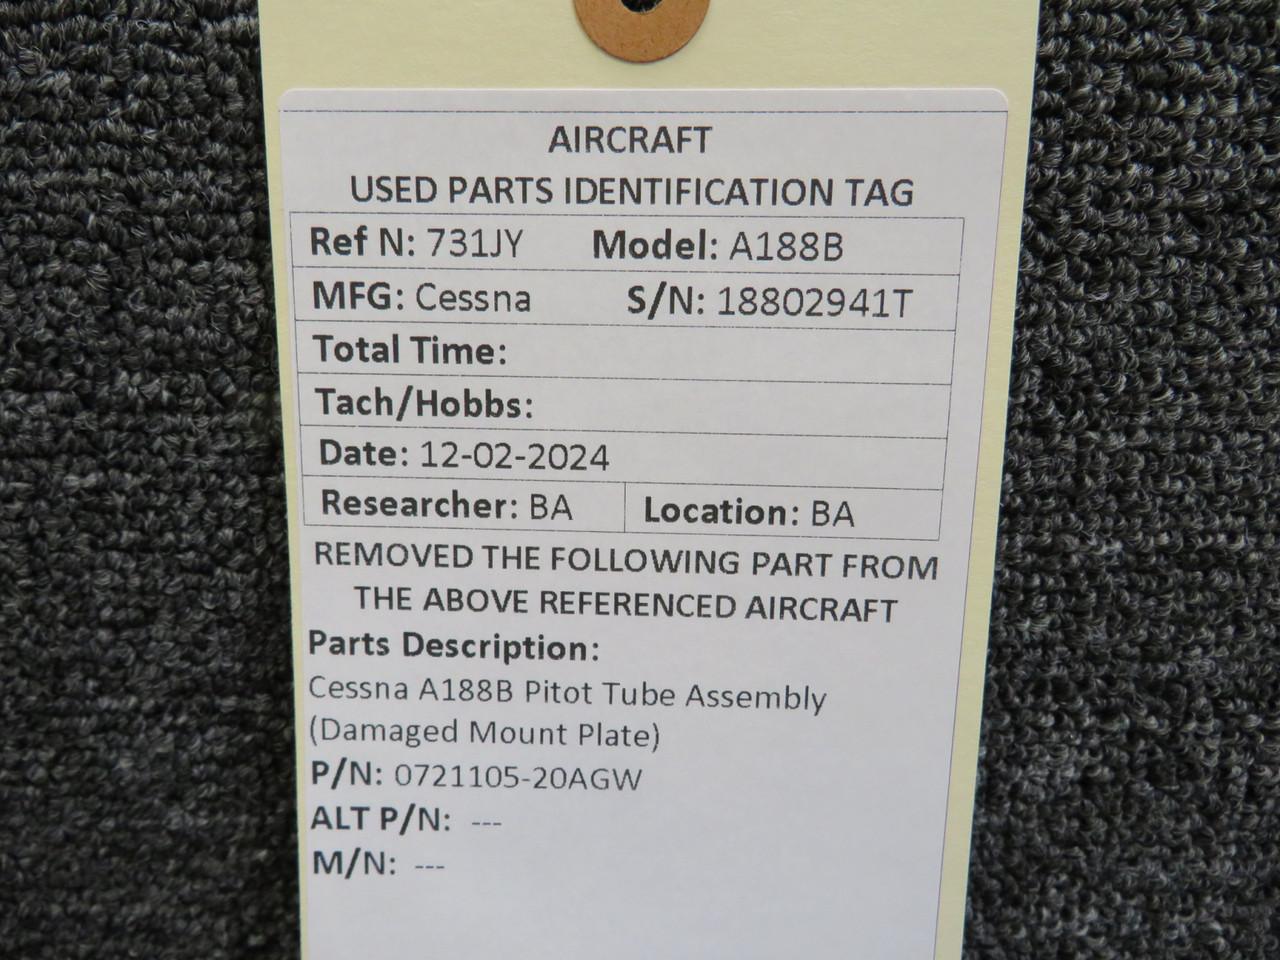 AIRCRAFT
USED PARTS IDENTIFICATION TAG
Ref N: 731JY Model: A188B
MFG: Cessna S/N: 18802941T
Total Time:
Tach/Hobbs:
Date: 12-02-2024
Researcher: BA Location: BA
REMOVED THE FOLLOWING PART FROM
THE ABOVE REFERENCED AIRCRAFT
Parts Description:
Cessna A188B Pitot Tube Assembly
(Damaged Mount Plate)
P/N: 0721105-20AGW
ALT P/N: ---
M/N: ---